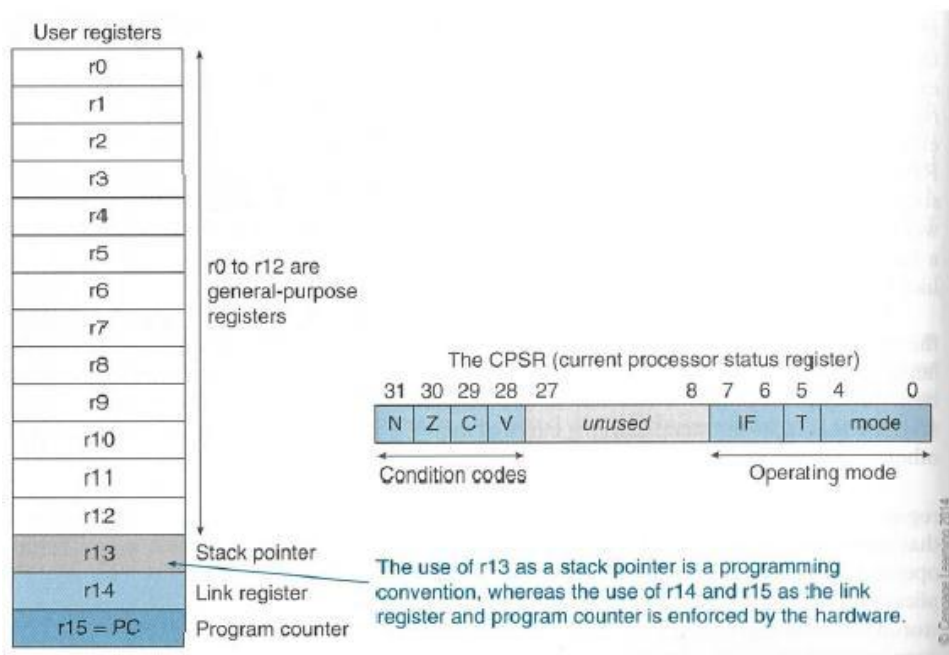 User registers
r0
r1
r2
r3
r4
r5
r6
r7
r8
r9
r10
r11
r12
r13
r14
r15 = PC
r0 to r12 are
general-purpose
registers
Stack pointer
Link register
Program counter
The CPSR (current processor status register)
31 30 29 28 27 8 7 6 5 4 0
N Z C V unused IF T mode
Condition codes Operating mode
The use of r13 as a stack pointer is a programming
convention, whereas the use of r14 and r15 as the link
register and program counter is enforced by the hardware.
© Cengage Learning 2014